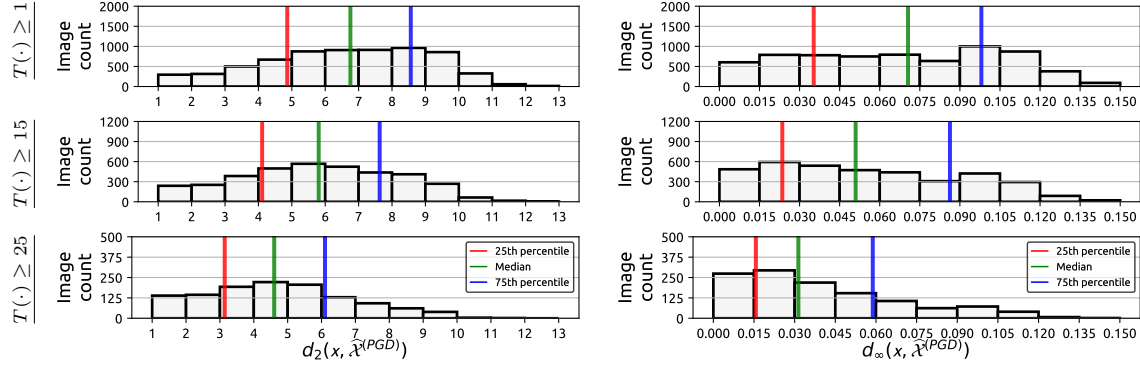 T(·) ≥ 1
Image count
2000
1500
1000
500
0
1 2 3 4 5 6 7 8 9 10 11 12 13
Image count
2000
1500
1000
500
0
0.000 0.015 0.030 0.045 0.060 0.075 0.090 0.105 0.120 0.135 0.150
T(·) ≥ 15
Image count
1200
900
600
300
0
1 2 3 4 5 6 7 8 9 10 11 12 13
Image count
1200
900
600
300
0
0.000 0.015 0.030 0.045 0.060 0.075 0.090 0.105 0.120 0.135 0.150
T(·) ≥ 25
Image count
500
375
250
125
0
25th percentile
Median
75th percentile
1 2 3 4 5 6 7 8 9 10 11 12 13
d₂(x, X̂^(PGD))
Image count
500
375
250
125
0
25th percentile
Median
75th percentile
0.000 0.015 0.030 0.045 0.060 0.075 0.090 0.105 0.120 0.135 0.150
d∞(x, X̂^(PGD))